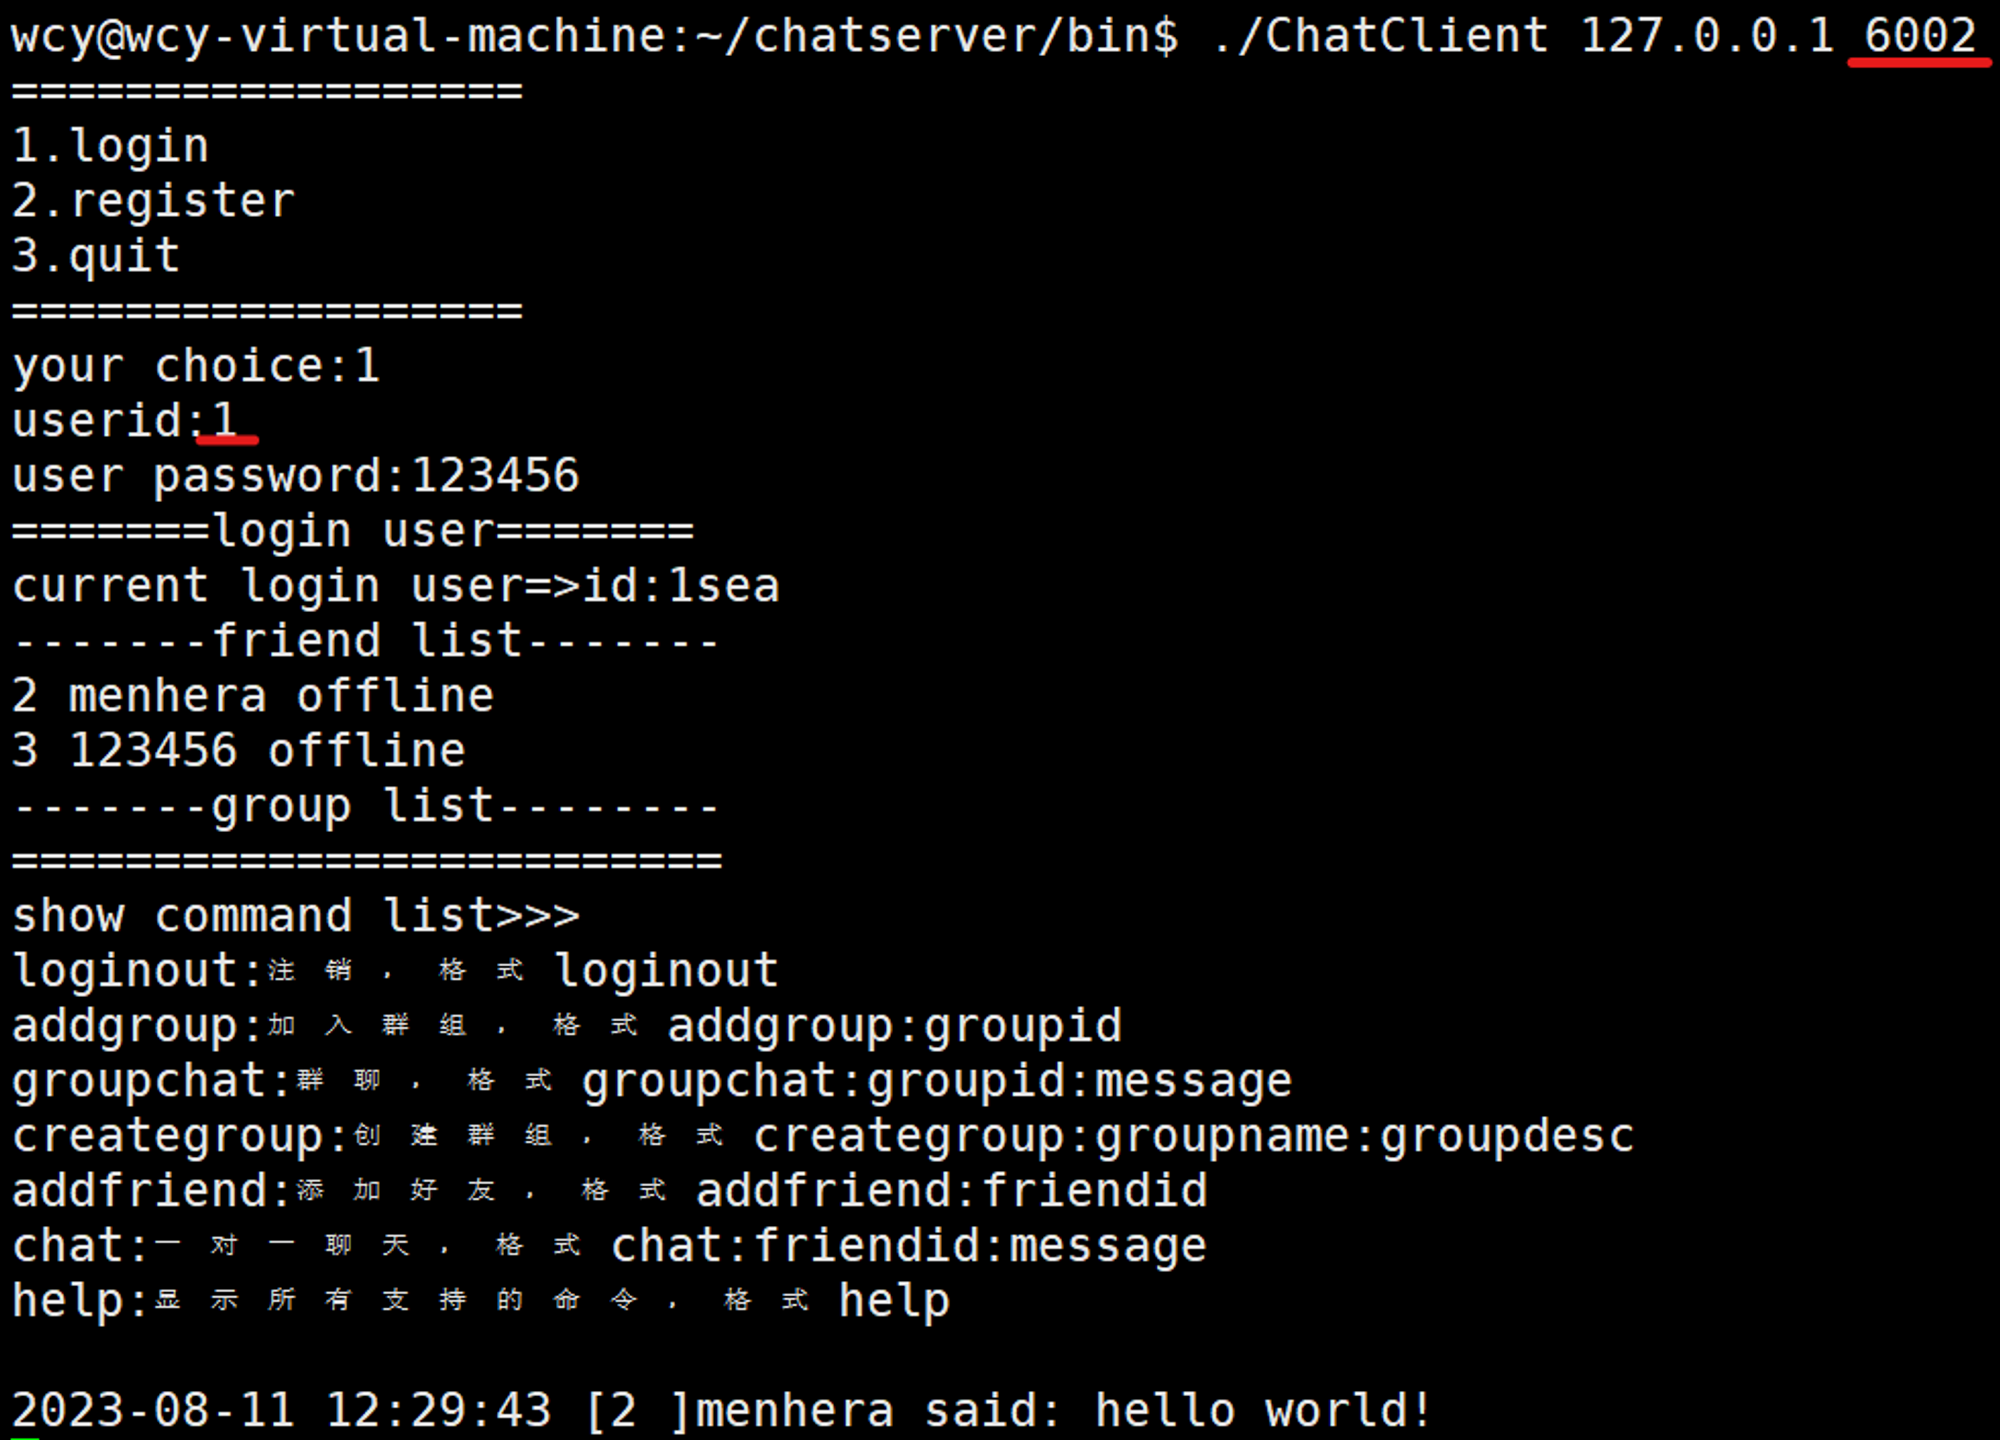 wcy@wcy-virtual-machine:~/chatserver/bin$ ./ChatClient 127.0.0.1 6002
==================
1.login
2.register
3.quit
==================
your choice:1
userid:1
user password:123456
=======login user=======
current login user=>id:1sea
-------friend list-------
2 menhera offline
3 123456 offline
-------group list--------
=========================
show command list>>>
loginout:注销，格式loginout
addgroup:加入群组，格式addgroup:groupid
groupchat:群聊，格式groupchat:groupid:message
creategroup:创建群组，格式creategroup:groupname:groupdesc
addfriend:添加好友，格式addfriend:friendid
chat:一对一聊天，格式chat:friendid:message
help:显示所有支持的命令，格式help
2023-08-11 12:29:43 [2 ]menhera said: hello world!